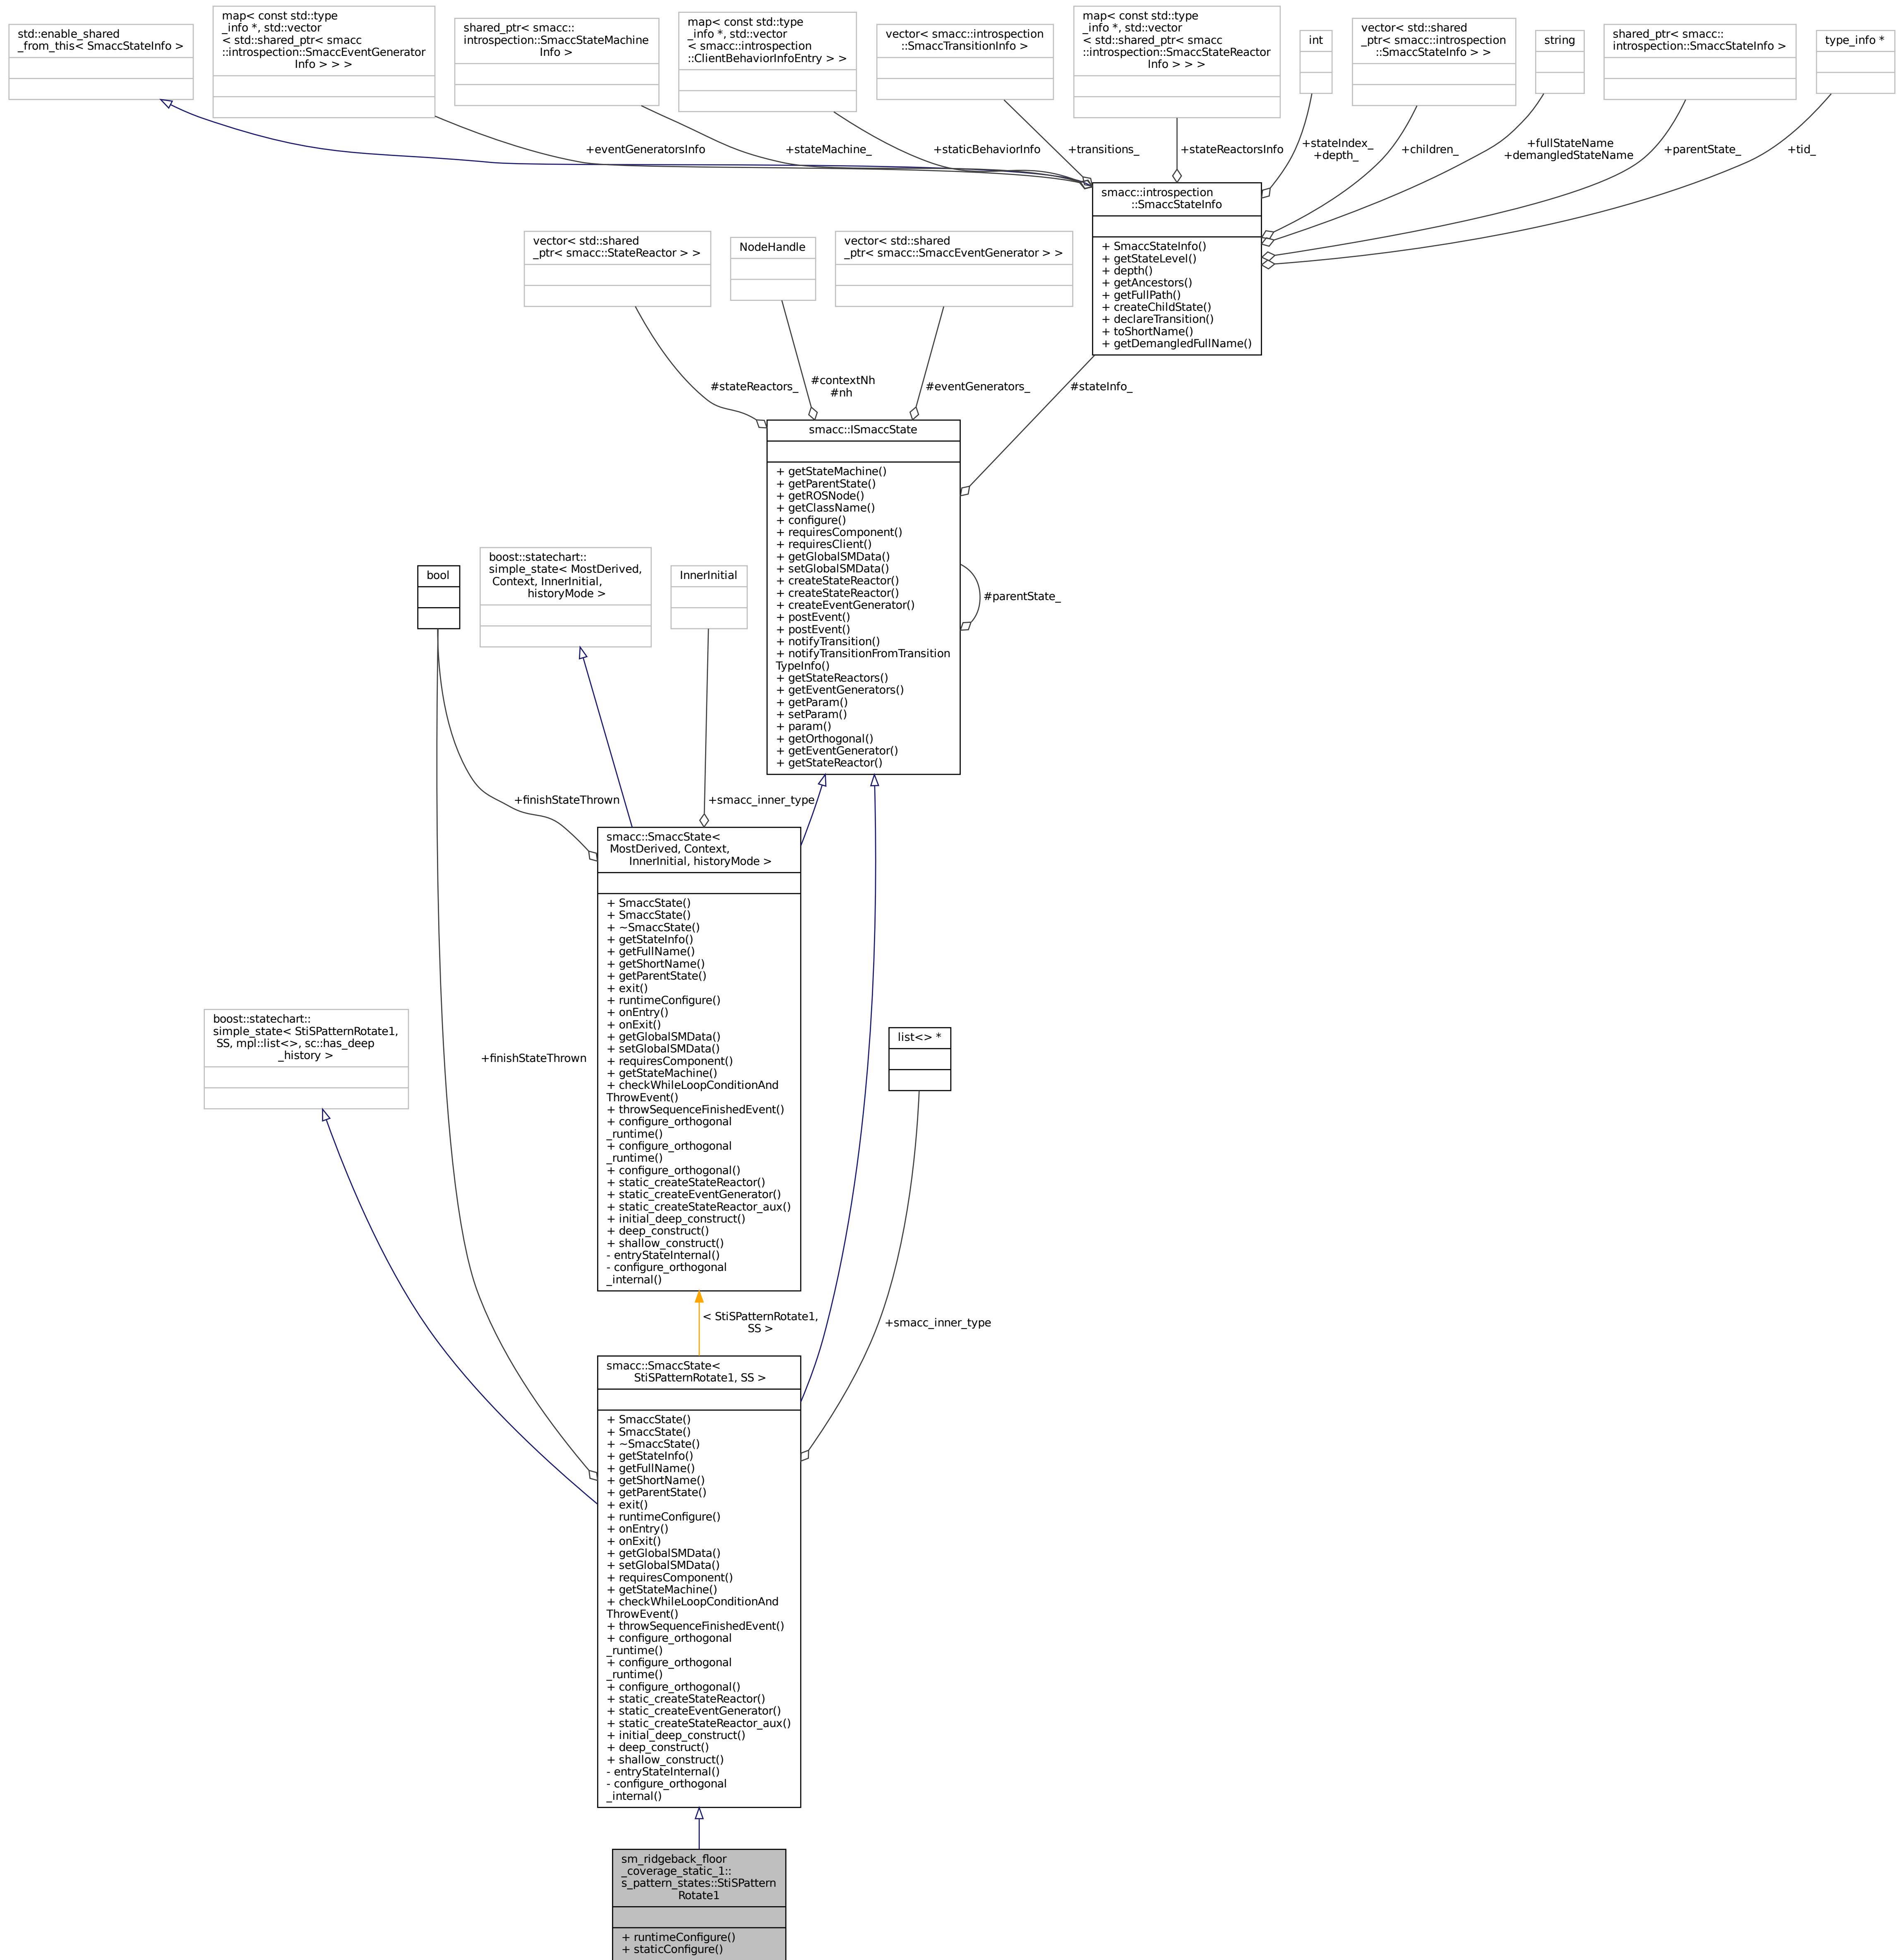 std::enable_shared
_from_this< SmaccStateInfo >
map< const std::type
_info *, std::vector
< std::shared_ptr< smacc
::introspection::SmaccEventGenerator
Info > > >
shared_ptr< smacc::
introspection::SmaccStateMachine
Info >
map< const std::type
_info *, std::vector
< smacc::introspection
::ClientBehaviorInfoEntry > >
vector< smacc::introspection
::SmaccTransitionInfo >
map< const std::type
_info *, std::vector
< std::shared_ptr< smacc
::introspection::SmaccStateReactor
Info > > >
int
vector< std::shared
_ptr< smacc::introspection
::SmaccStateInfo > >
string
shared_ptr< smacc::
introspection::SmaccStateInfo >
type_info *
+eventGeneratorsInfo
+stateMachine_
+staticBehaviorInfo
+transitions_
+stateReactorsInfo
+stateIndex_
+depth_
+children_
+fullStateName
+demangledStateName
+parentState_
+tid_
smacc::introspection
::SmaccStateInfo
+ SmaccStateInfo()
+ getStateLevel()
+ depth()
+ getAncestors()
+ getFullPath()
+ createChildState()
+ declareTransition()
+ toShortName()
+ getDemangledFullName()
vector< std::shared
_ptr< smacc::StateReactor > >
NodeHandle
vector< std::shared
_ptr< smacc::SmaccEventGenerator > >
#stateReactors_
#contextNh
#nh
#eventGenerators_
#stateInfo_
smacc::ISmaccState
+ getStateMachine()
+ getParentState()
+ getROSNode()
+ getClassName()
+ configure()
+ requiresComponent()
+ requiresClient()
+ getGlobalSMData()
+ setGlobalSMData()
+ createStateReactor()
+ createStateReactor()
+ createEventGenerator()
+ postEvent()
+ postEvent()
+ notifyTransition()
+ notifyTransitionFromTransition
TypeInfo()
+ getStateReactors()
+ getEventGenerators()
+ getParam()
+ setParam()
+ param()
+ getOrthogonal()
+ getEventGenerator()
+ getStateReactor()
#parentState_
bool
boost::statechart::
simple_state< MostDerived,
Context, InnerInitial,
historyMode >
InnerInitial
+finishStateThrown
+smacc_inner_type
smacc::SmaccState<
MostDerived, Context,
InnerInitial, historyMode >
+ SmaccState()
+ SmaccState()
+ ~SmaccState()
+ getStateInfo()
+ getFullName()
+ getShortName()
+ getParentState()
+ exit()
+ runtimeConfigure()
+ onEntry()
+ onExit()
+ getGlobalSMData()
+ setGlobalSMData()
+ requiresComponent()
+ getStateMachine()
+ checkWhileLoopConditionAnd
ThrowEvent()
+ throwSequenceFinishedEvent()
+ configure_orthogonal
_runtime()
+ configure_orthogonal
_runtime()
+ configure_orthogonal()
+ static_createStateReactor()
+ static_createEventGenerator()
+ static_createStateReactor_aux()
+ initial_deep_construct()
+ deep_construct()
+ shallow_construct()
- entryStateInternal()
- configure_orthogonal
_internal()
boost::statechart::
simple_state< StiSPatternRotate1,
SS, mpl::list<>, sc::has_deep
_history >
+finishStateThrown
list<> *
< StiSPatternRotate1,
SS >
+smacc_inner_type
smacc::SmaccState<
StiSPatternRotate1, SS >
+ SmaccState()
+ SmaccState()
+ ~SmaccState()
+ getStateInfo()
+ getFullName()
+ getShortName()
+ getParentState()
+ exit()
+ runtimeConfigure()
+ onEntry()
+ onExit()
+ getGlobalSMData()
+ setGlobalSMData()
+ requiresComponent()
+ getStateMachine()
+ checkWhileLoopConditionAnd
ThrowEvent()
+ throwSequenceFinishedEvent()
+ configure_orthogonal
_runtime()
+ configure_orthogonal
_runtime()
+ configure_orthogonal()
+ static_createStateReactor()
+ static_createEventGenerator()
+ static_createStateReactor_aux()
+ initial_deep_construct()
+ deep_construct()
+ shallow_construct()
- entryStateInternal()
- configure_orthogonal
_internal()
sm_ridgeback_floor
_coverage_static_1::
s_pattern_states::StiSPattern
Rotate1
+ runtimeConfigure()
+ staticConfigure()